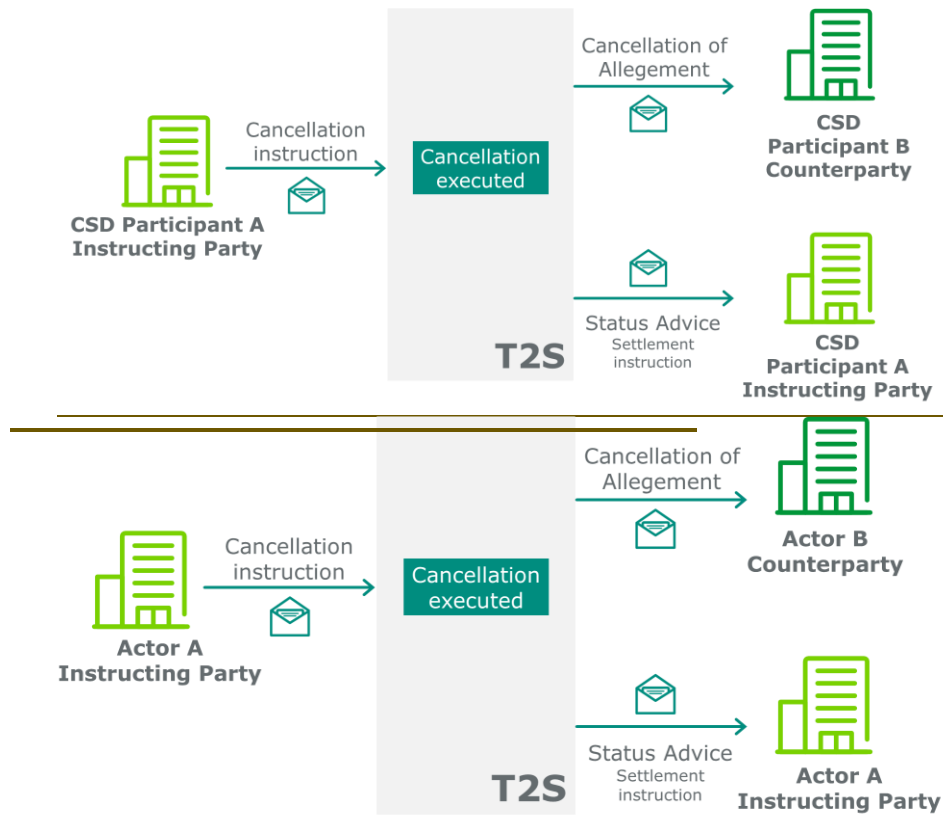 Cancellation of
Allegement
CSD
Participant B
Counterparty
Cancellation
instruction
Cancellation
executed
CSD Participant A
Instructing Party
Status Advice
Settlement
instruction
T2S
CSD
Participant A
Instructing Party
Cancellation of
Allegement
Actor B
Counterparty
Cancellation
instruction
Cancellation
executed
Actor A
Instructing Party
Status Advice
Settlement
instruction
T2S
Actor A
Instructing Party